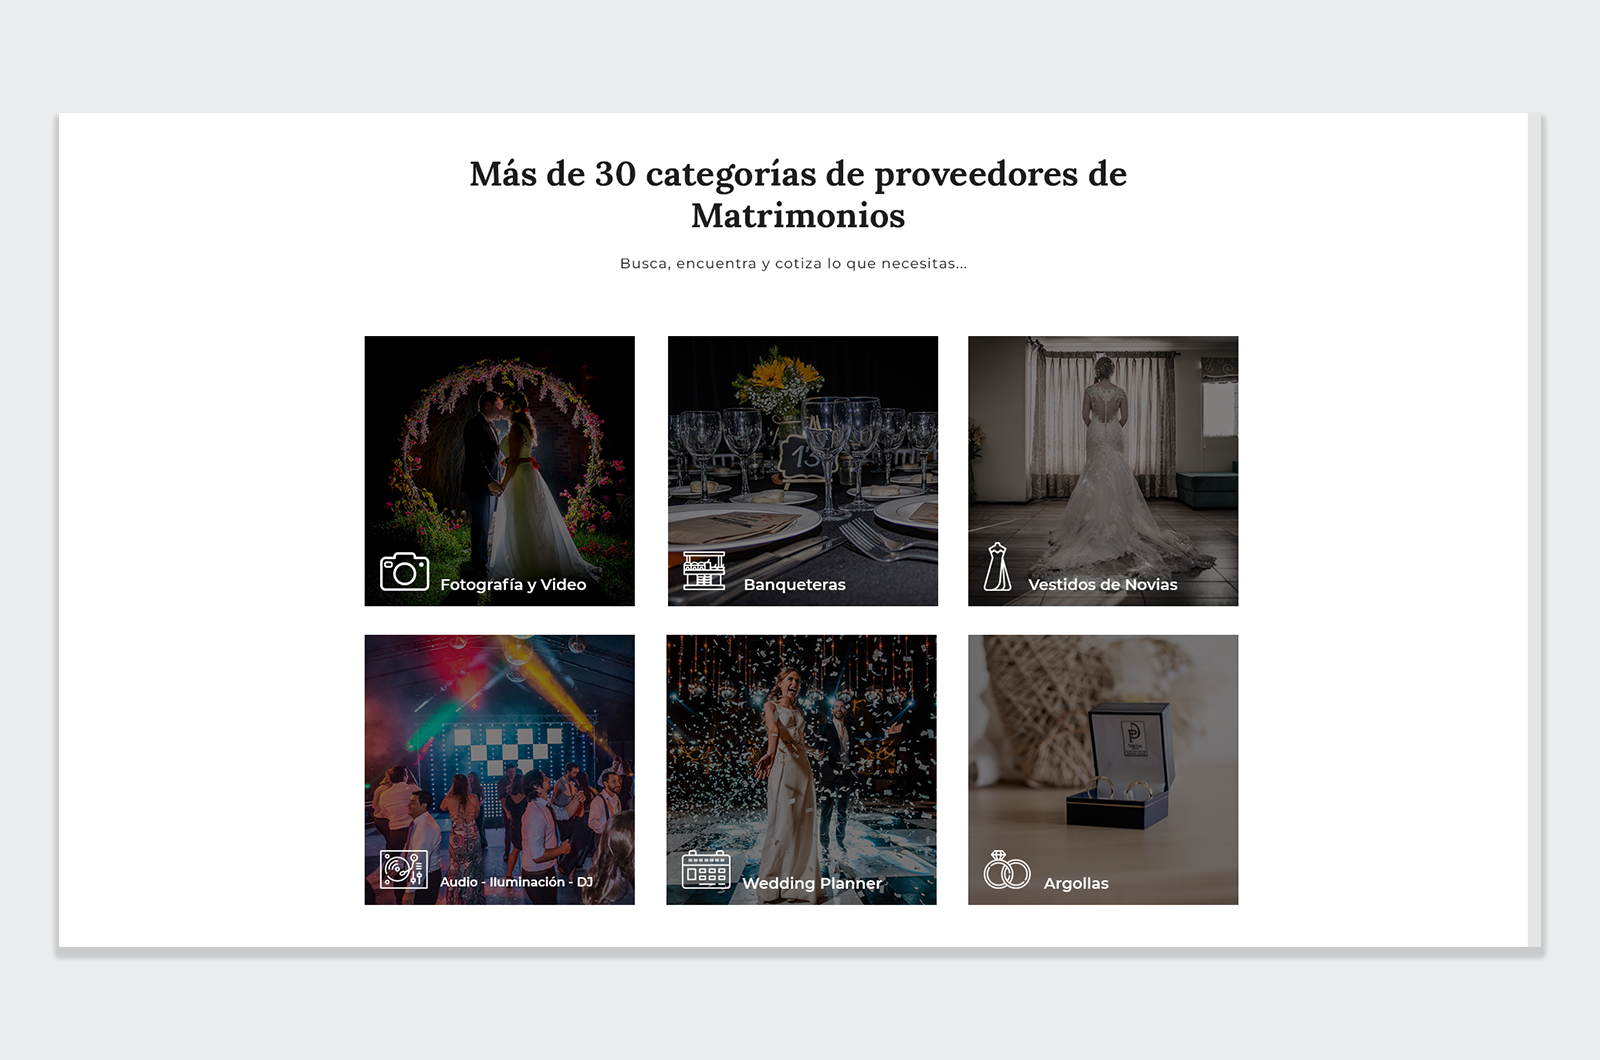 Más de 30 categorías de proveedores de
Matrimonios
Busca, encuentra y cotiza lo que necesitas...
Fotografía y Video
13
Banqueteras
Vestidos de Novias
Audio - Iluminación - DJ
Wedding Planner
Argollas